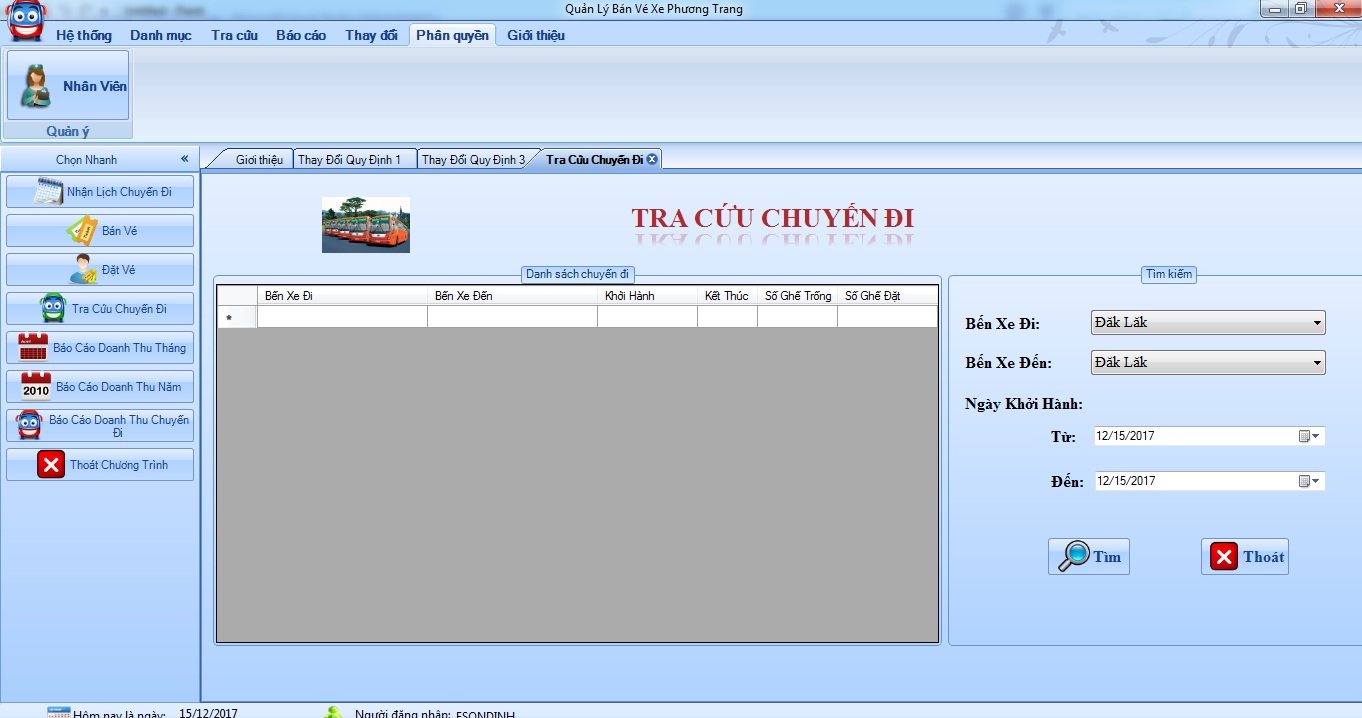 Quản Lý Bán Vé Xe Phương Trang
Hệ thống Danh mục Tra cứu Báo cáo Thay đổi Phân quyền Giới thiệu
Nhân Viên
Quản ý
Chọn Nhanh «
Giới thiệu Thay Đổi Quy Định 1 Thay Đổi Quy Định 3 Tra Cứu Chuyến Đi
Nhận Lịch Chuyến Đi
Bán Vé
Đặt Vé
Tra Cứu Chuyến Đi
Báo Cáo Doanh Thu Tháng
2010 Báo Cáo Doanh Thu Năm
Báo Cáo Doanh Thu Chuyến
Đi
Thoát Chương Trình
TRA CỨU CHUYẾN ĐI
Danh sách chuyến đi
Bến Xe Đi Bến Xe Đến Khởi Hành Kết Thúc Số Ghế Trống Số Ghế Đặt
*
Tìm kiếm
Bến Xe Đi: Đăk Lăk
Bến Xe Đến: Đăk Lăk
Ngày Khởi Hành:
Từ: 12/15/2017
Đến: 12/15/2017
Tìm Thoát
Hôm nay là ngày: 15/12/2017 Người đăng nhập: ESONDINH